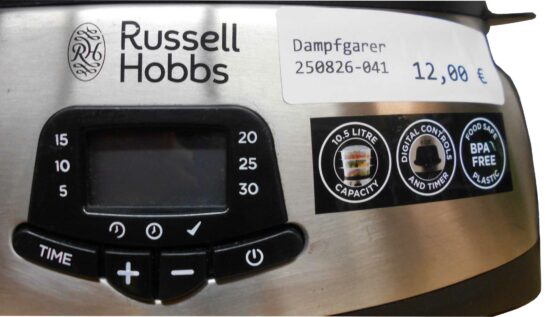 RH
Russell
Hobbs
Dampfgarer
250826-041
12,00 €
15
10
5
20
25
30
TIME
+
−
10.5 LITRE
CAPACITY
DIGITAL CONTROLS
AND TIMER
FOOD SAFE
BPA
FREE
PLASTIC